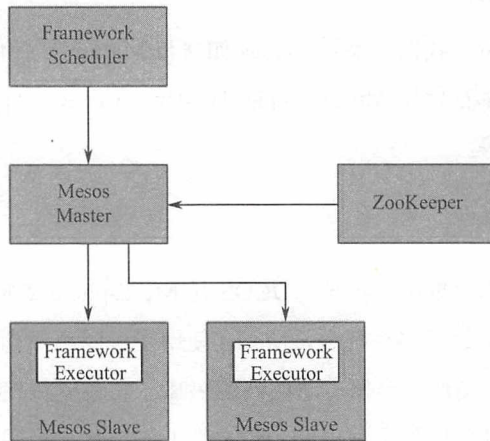 Framework
Scheduler
Mesos
Master
ZooKeeper
Framework
Executor
Mesos Slave
Framework
Executor
Mesos Slave